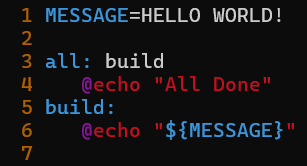 1 MESSAGE=HELLO WORLD!
2
3 all: build
4    @echo "All Done"
5 build:
6    @echo "${MESSAGE}"
7